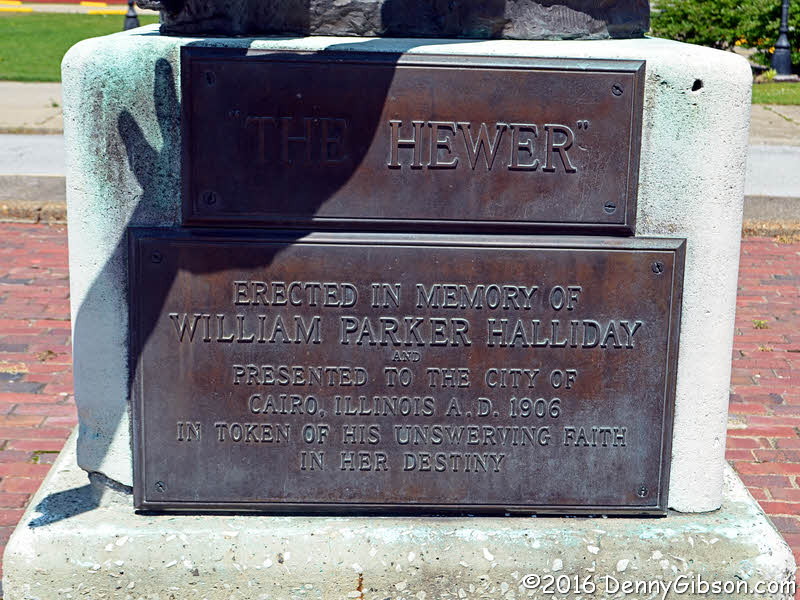 "THE HEWER"
ERECTED IN MEMORY OF
WILLIAM PARKER HALLIDAY
AND
PRESENTED TO THE CITY OF
CAIRO, ILLINOIS A.D. 1906
IN TOKEN OF HIS UNSWERVING FAITH
IN HER DESTINY
©2016 DennyGibson.com